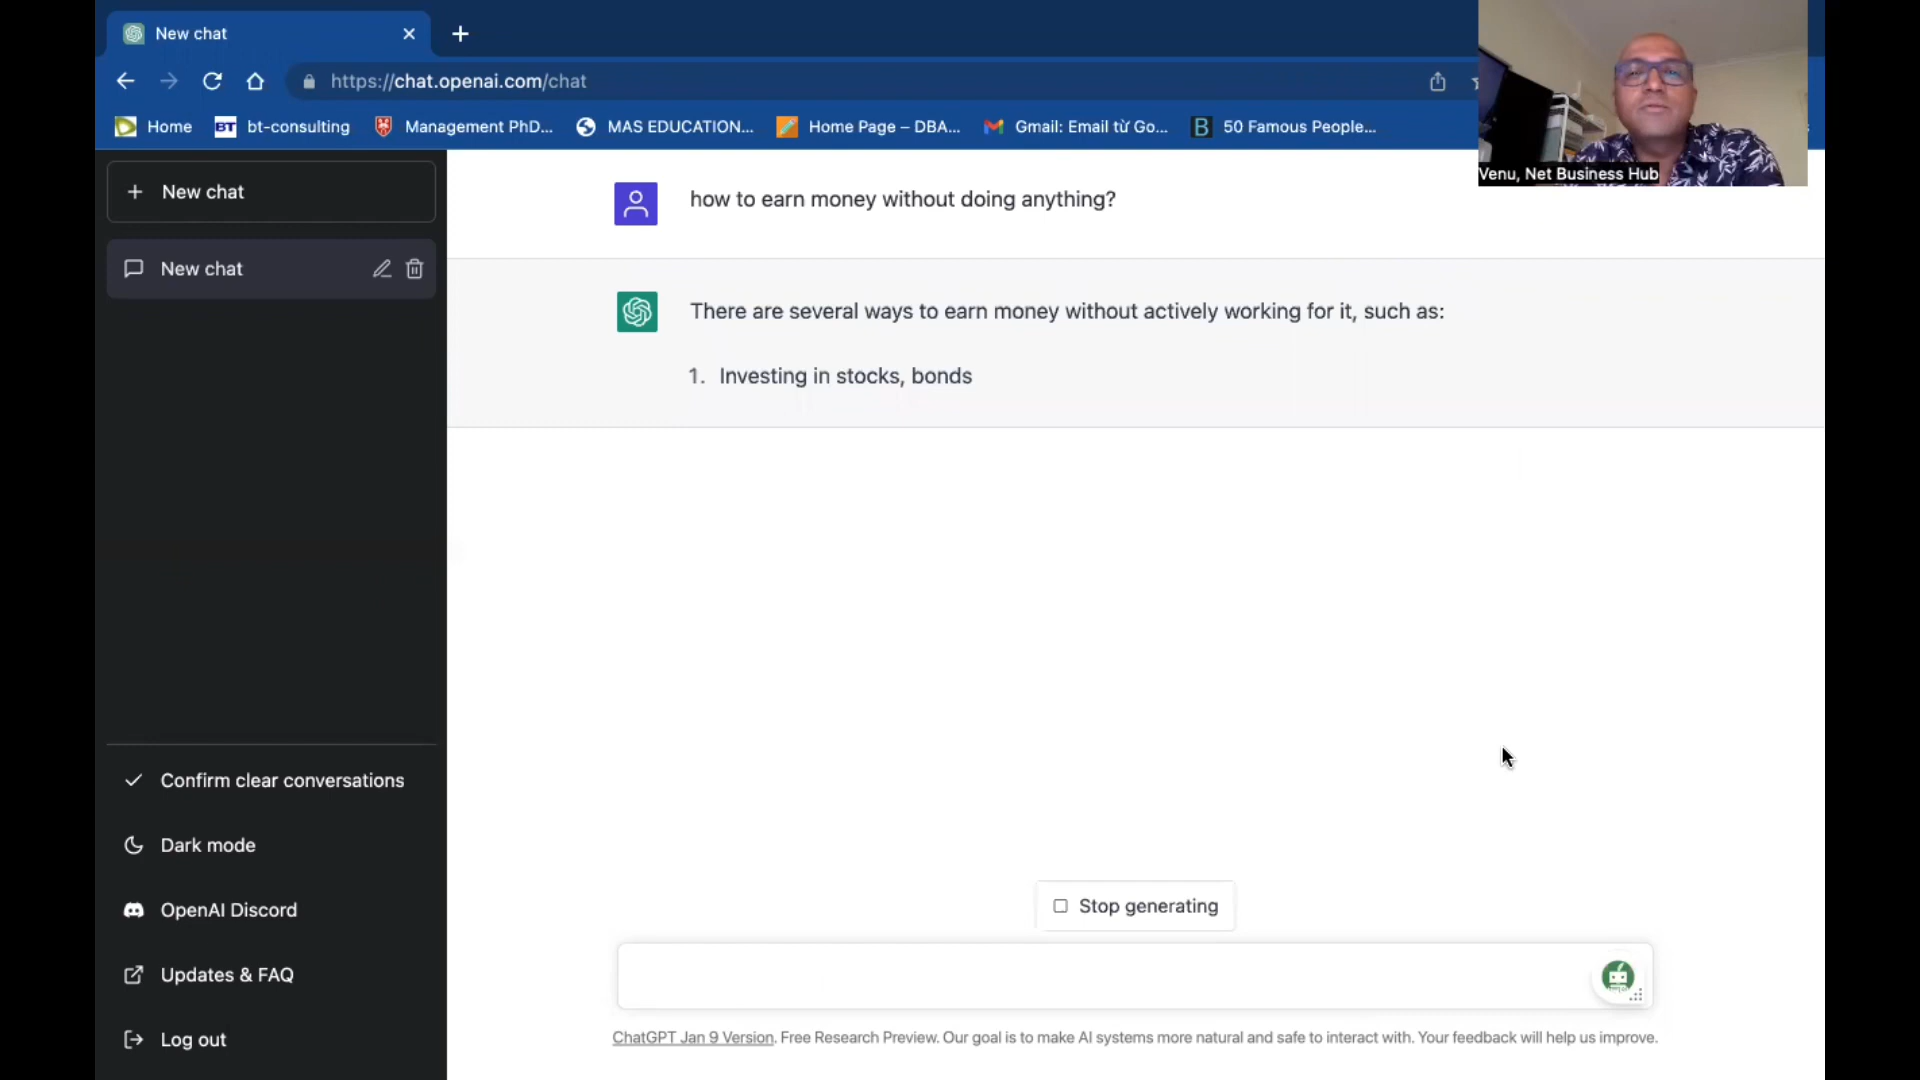 New chat
https://chat.openai.com/chat
Home
BT bt-consulting
Management PhD...
MAS EDUCATION...
Home Page – DBA...
Gmail: Email từ Go...
B 50 Famous People...
Venu, Net Business Hub
New chat
New chat
how to earn money without doing anything?
There are several ways to earn money without actively working for it, such as:
1. Investing in stocks, bonds
Confirm clear conversations
Dark mode
OpenAI Discord
Updates & FAQ
Log out
Stop generating
ChatGPT Jan 9 Version. Free Research Preview. Our goal is to make AI systems more natural and safe to interact with. Your feedback will help us improve.